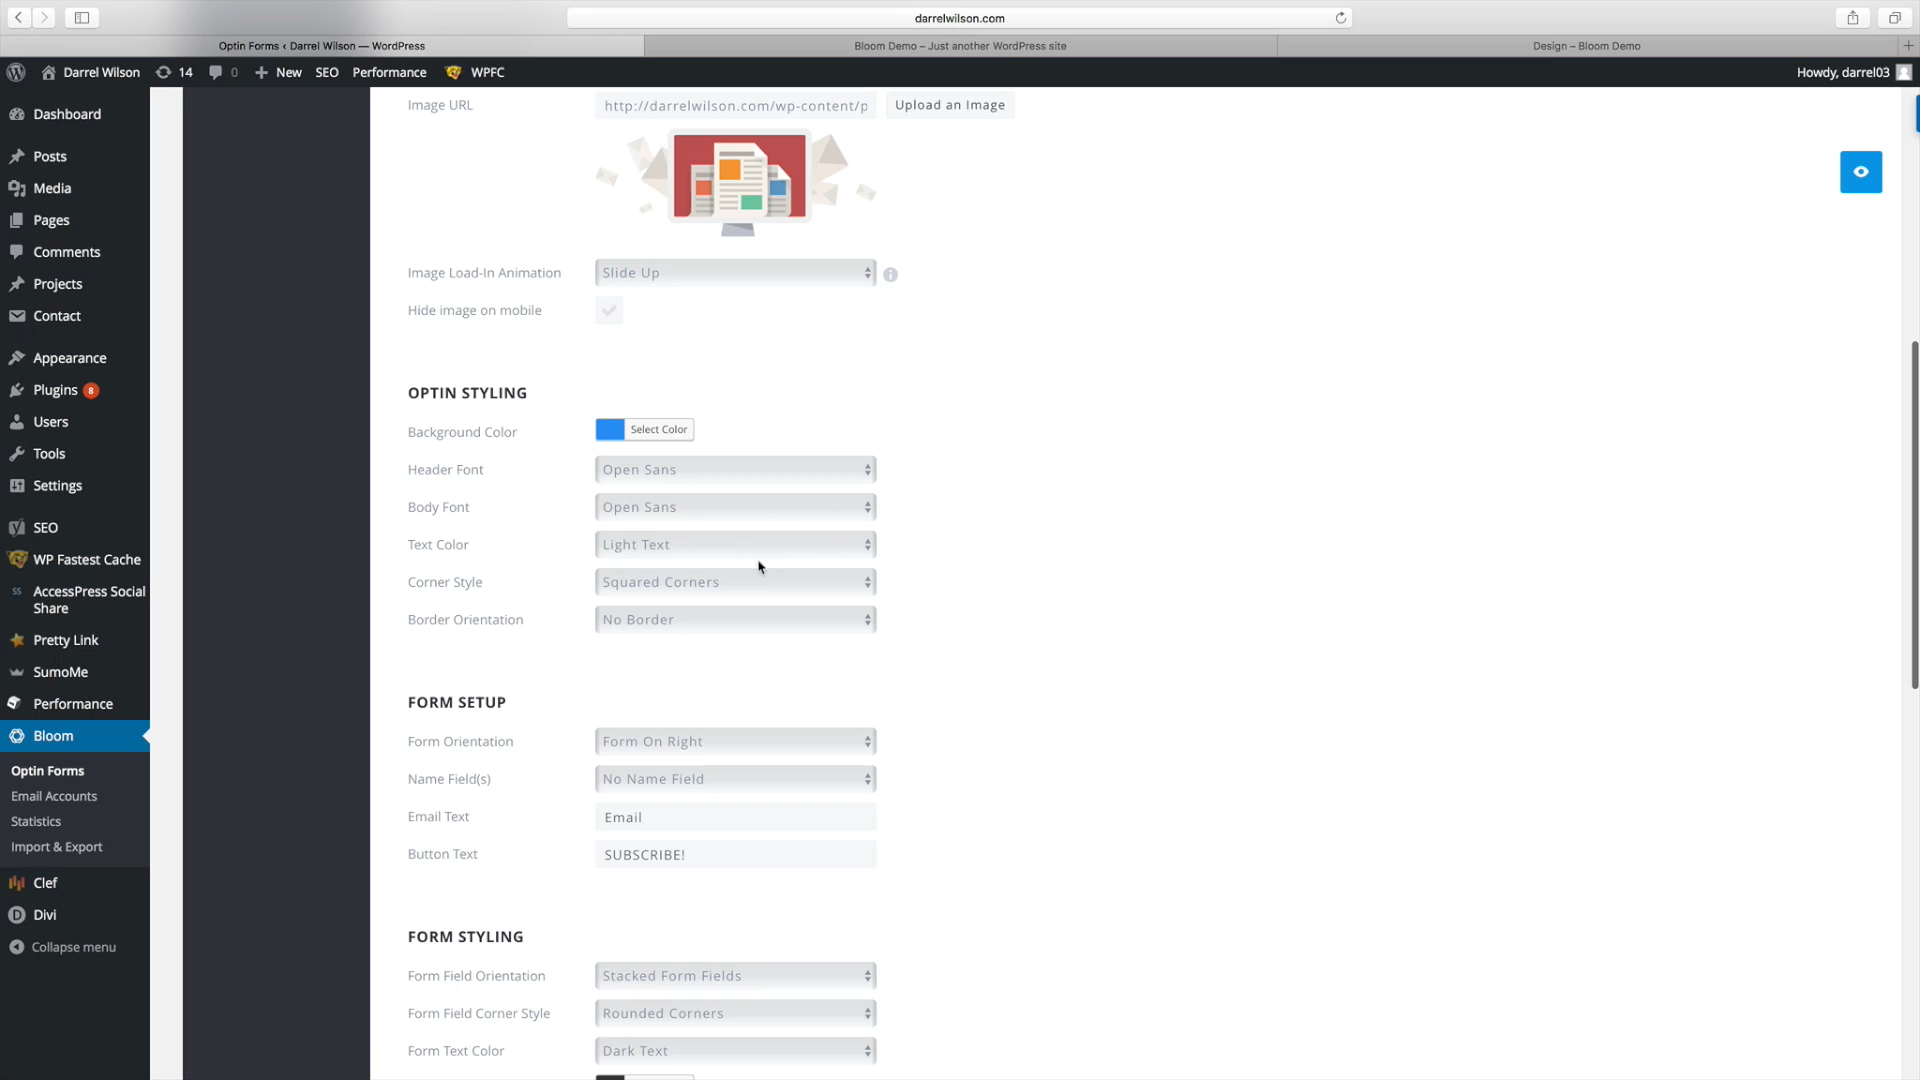 darrelwilson.com
Optin Forms ‹ Darrel Wilson — WordPress
Bloom Demo – Just another WordPress site
Design – Bloom Demo
Darrel Wilson
14
0
New
SEO
Performance
WPFC
Howdy, darrel03
Dashboard
Posts
Media
Pages
Comments
Projects
Contact
Appearance
Plugins 8
Users
Tools
Settings
SEO
WP Fastest Cache
AccessPress Social
Share
Pretty Link
SumoMe
Performance
Bloom
Optin Forms
Email Accounts
Statistics
Import & Export
Clef
Divi
Collapse menu
Image URL http://darrelwilson.com/wp-content/p Upload an Image
Image Load-In Animation Slide Up
Hide image on mobile
OPTIN STYLING
Background Color Select Color
Header Font Open Sans
Body Font Open Sans
Text Color Light Text
Corner Style Squared Corners
Border Orientation No Border
FORM SETUP
Form Orientation Form On Right
Name Field(s) No Name Field
Email Text Email
Button Text SUBSCRIBE!
FORM STYLING
Form Field Orientation Stacked Form Fields
Form Field Corner Style Rounded Corners
Form Text Color Dark Text